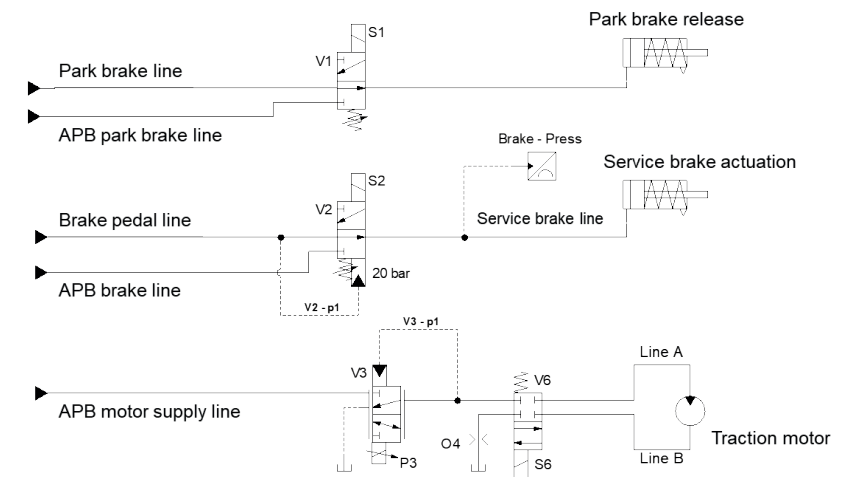 Park brake release
S1
V1
Park brake line
APB park brake line
Brake - Press
Service brake actuation
S2
V2
Brake pedal line
Service brake line
20 bar
APB brake line
V2 - p1
V3 - p1
Line A
V3
V6
APB motor supply line
O4
Traction motor
P3
S6
Line B